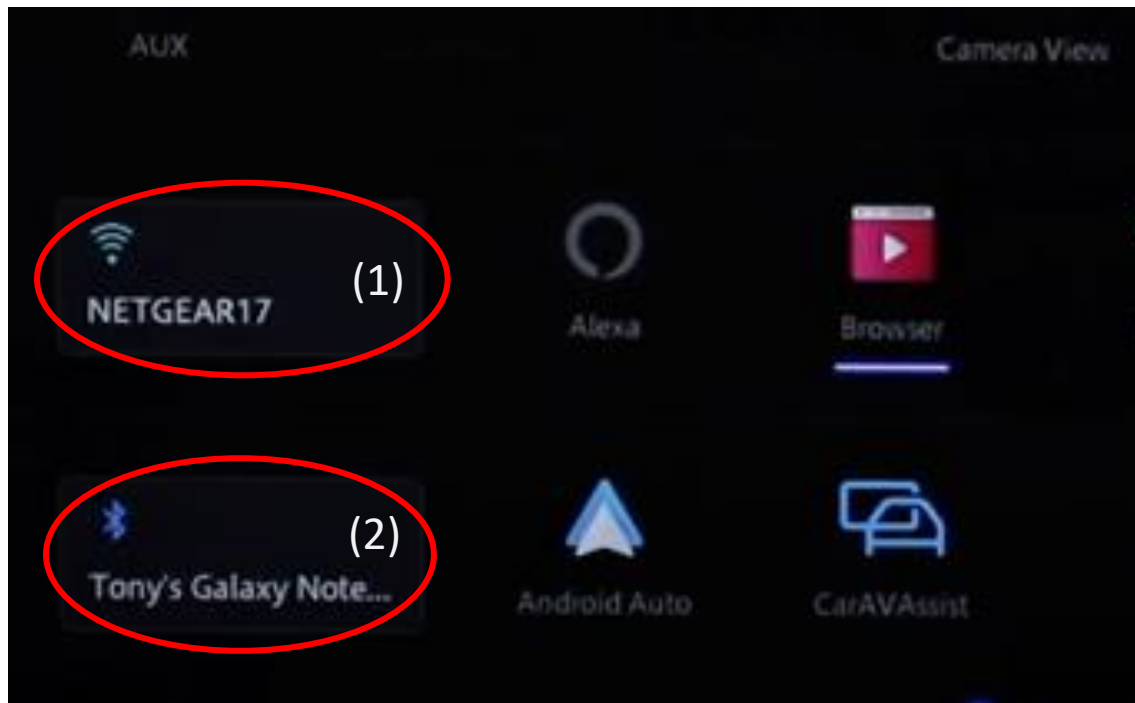 AUX
Camera View
(1)
NETGEAR17
Alexa
Browser
(2)
Tony's Galaxy Note...
Android Auto
CarAVAssist